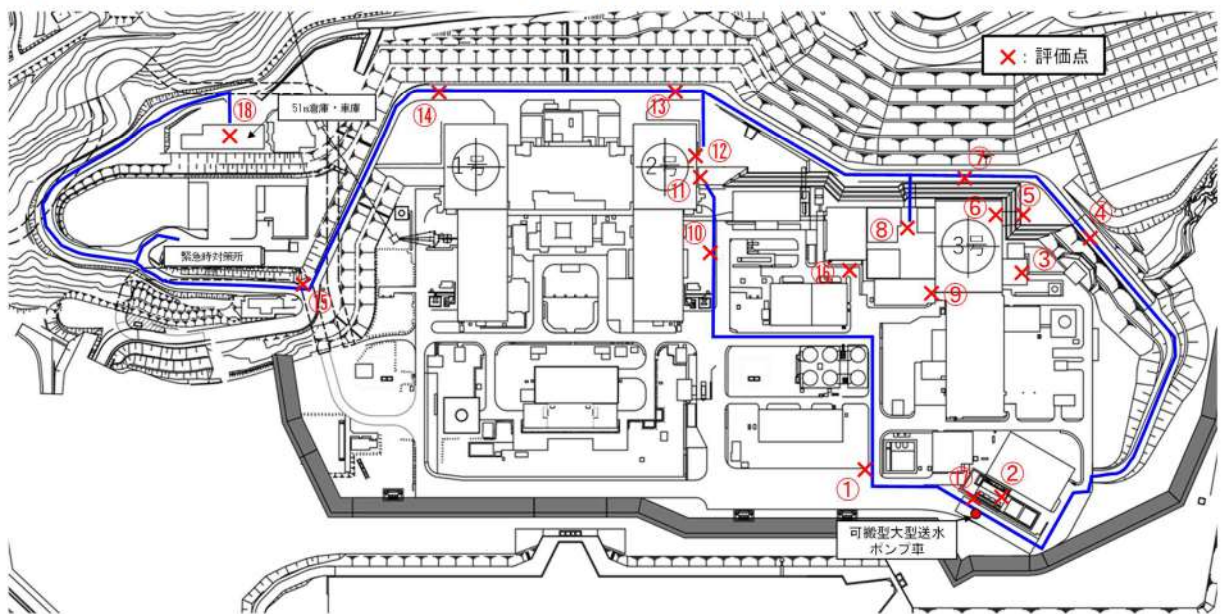 ×：評価点
⑱
51m倉庫・車庫
⑭
⑬
1号
2号
⑫
⑪
⑦
⑥
⑤
④
⑧
3号
緊急時対策所
⑩
⑯
③
⑮
⑨
①
⑰
②
可搬型大型送水
ポンプ車